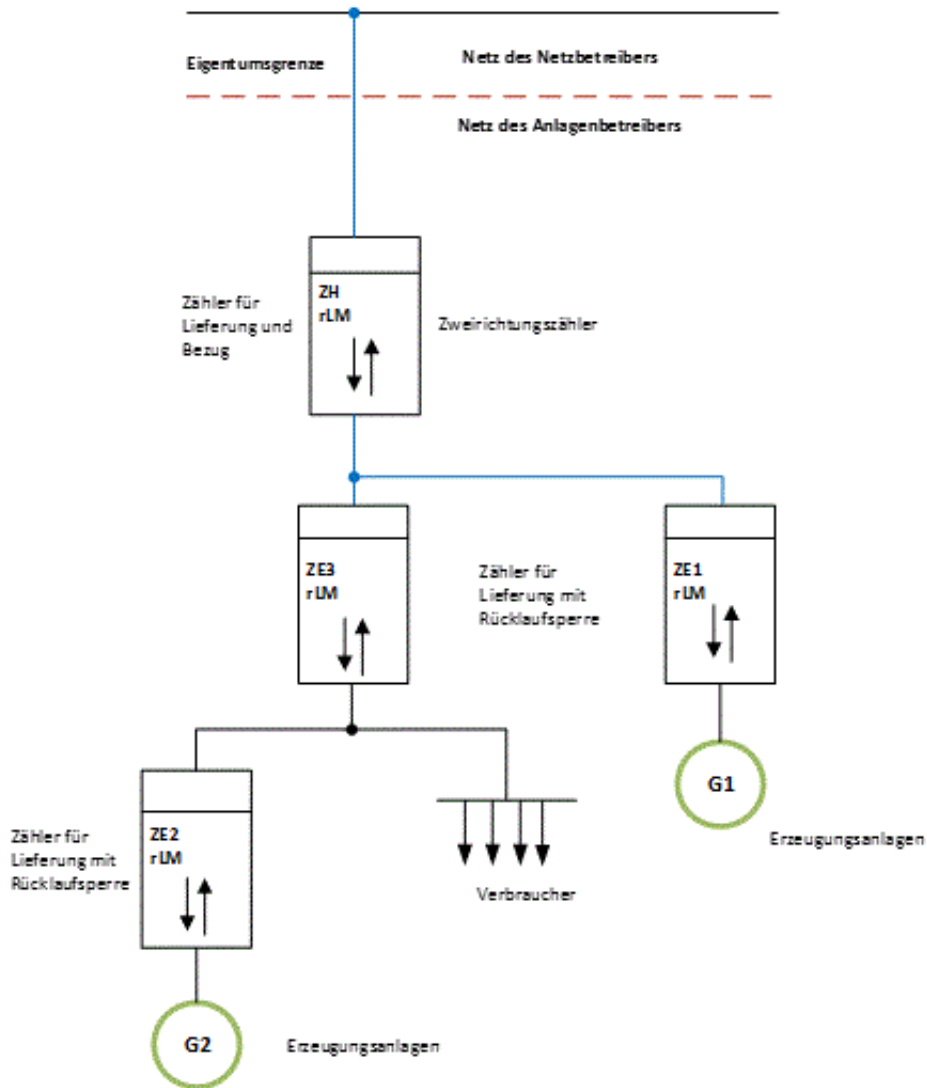 Eigentumsgrenze
Netz des Netzbetreibers
Netz des Anlagenbetreibers
Zähler für
Lieferung und
Bezug
ZH
rLM
Zweirichtungszähler
ZE3
rLM
Zähler für
Lieferung mit
Rücklaufsperre
ZE1
rLM
G1
Erzeugungsanlagen
Zähler für
Lieferung mit
Rücklaufsperre
ZE2
rLM
Verbraucher
G2
Erzeugungsanlagen